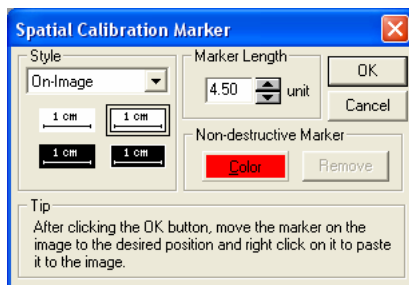 Spatial Calibration Marker
Style
On-Image
1 cm
1 cm
1 cm
1 cm
Marker Length
4.50 unit
OK
Cancel
Non-destructive Marker
Color
Remove
Tip
After clicking the OK button, move the marker on the
image to the desired position and right click on it to paste
it to the image.